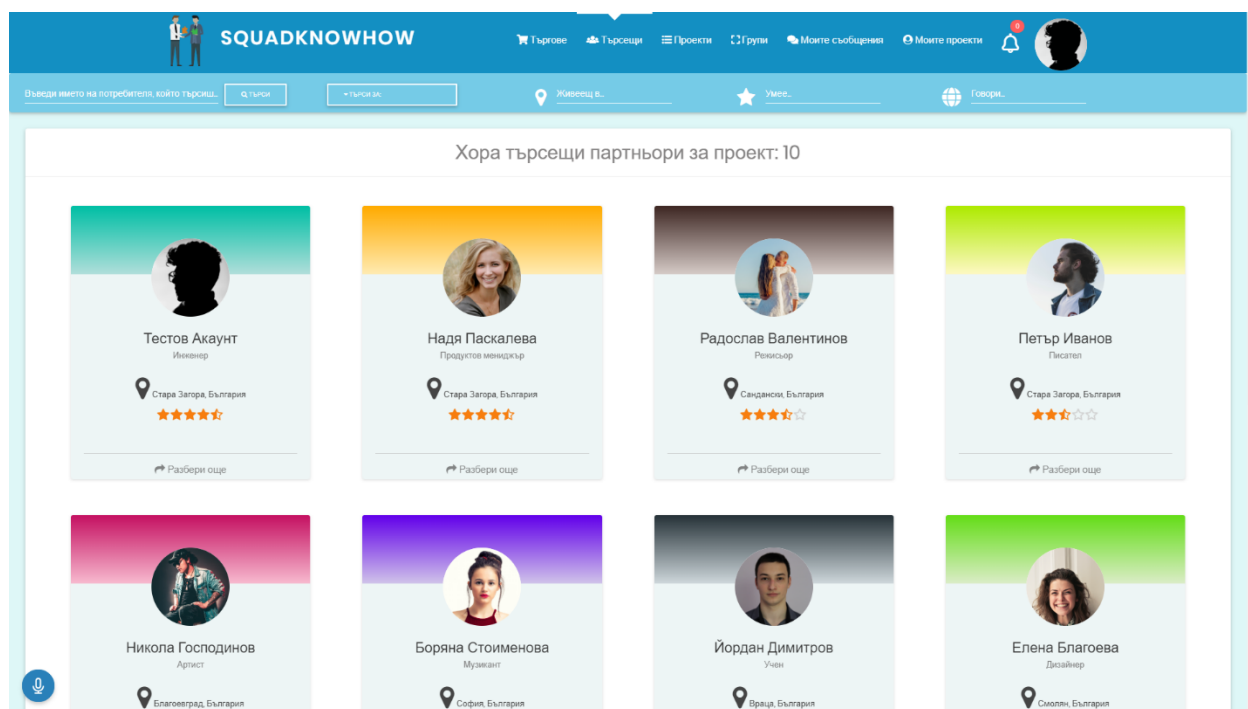 SQUADKNOWHOW
Търгове Търсещи Проекти Групи Моите съобщения Моите проекти 0
Въведи името на потребителя, който търсиш.. ТЪРСИ ТЪРСИ ЗА: Живеещ в.. Умее.. Говори..
Хора търсещи партньори за проект: 10
Тестов Акаунт
Инженер
Стара Загора, България
Разбери още
Надя Паскалева
Продуктов мениджър
Стара Загора, България
Разбери още
Радослав Валентинов
Режисьор
Сандански, България
Разбери още
Петър Иванов
Писател
Стара Загора, България
Разбери още
Никола Господинов
Артист
Благоевград, България
Боряна Стоименова
Музикант
София, България
Йордан Димитров
Учен
Враца, България
Елена Благоева
Дизайнер
Смолян, България